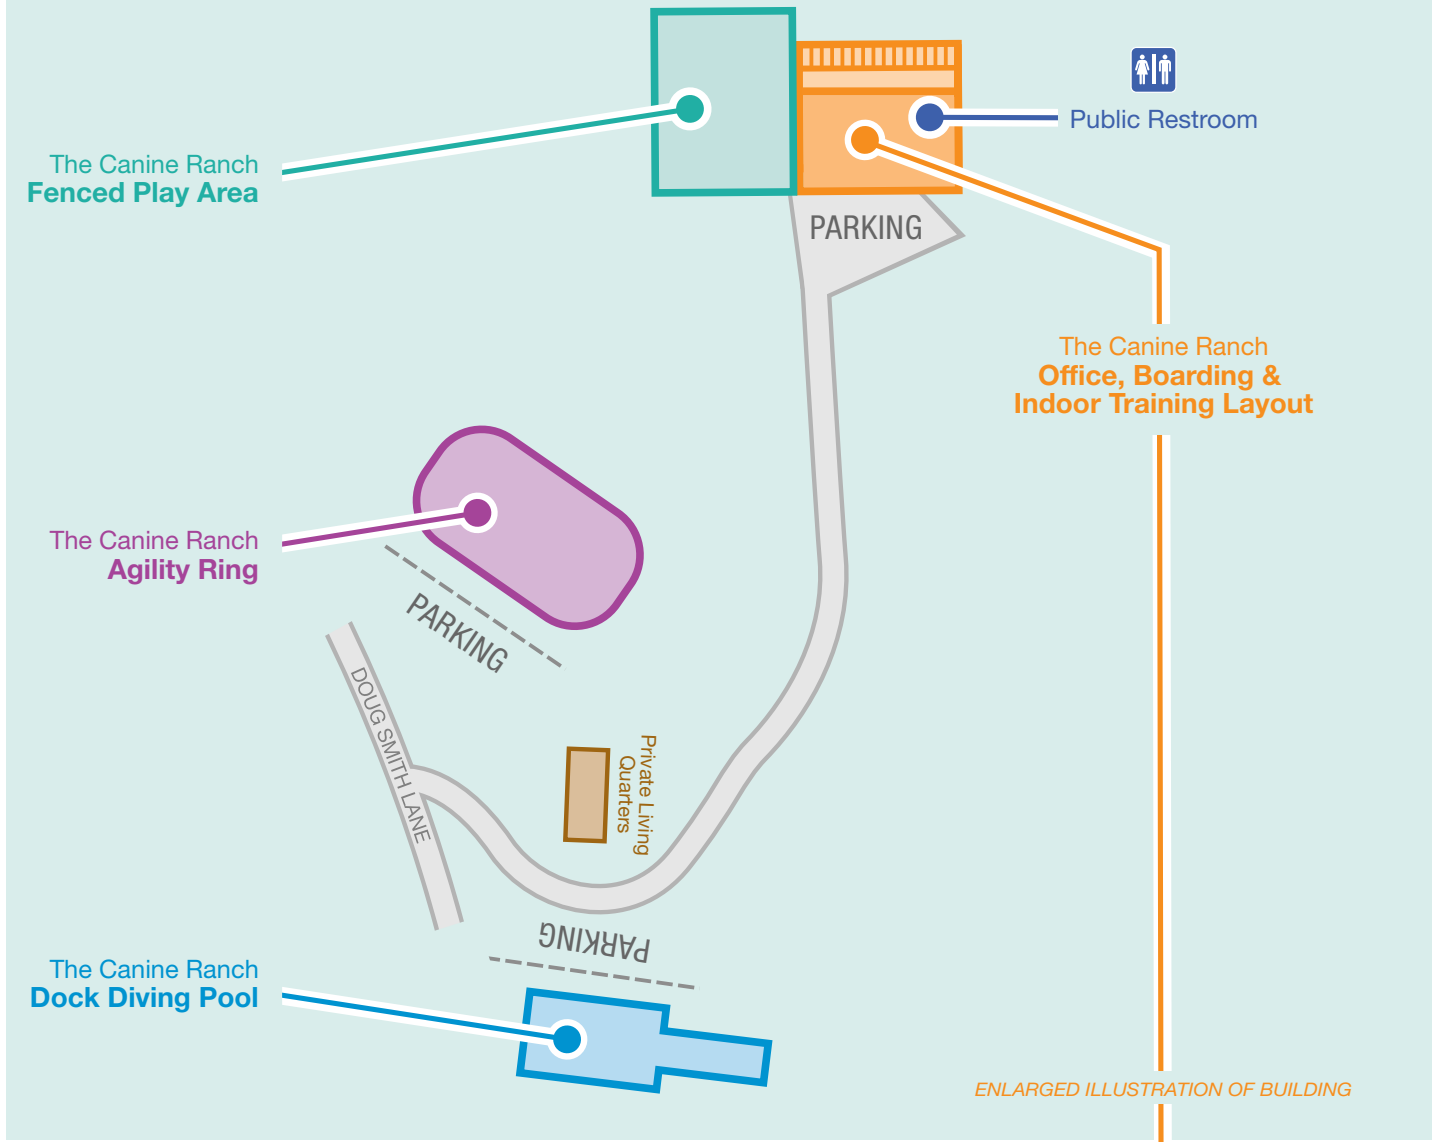 Public Restroom
The Canine Ranch
Fenced Play Area
PARKING
The Canine Ranch
Office, Boarding &
Indoor Training Layout
The Canine Ranch
Agility Ring
PARKING
DOUG SMITH LANE
Private Living
Quarters
PARKING
The Canine Ranch
Dock Diving Pool
ENLARGED ILLUSTRATION OF BUILDING